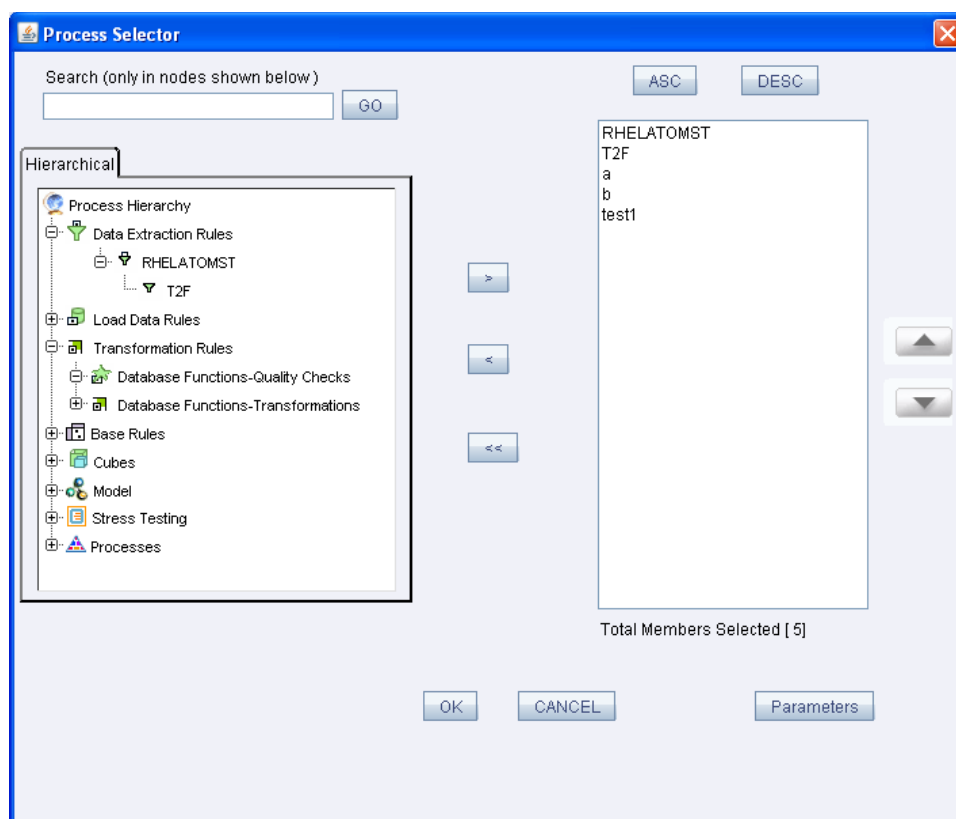 Process Selector
Search (only in nodes shown below )
GO
ASC
DESC
Hierarchical
Process Hierarchy
Data Extraction Rules
RHELATOMST
T2F
Load Data Rules
Transformation Rules
Database Functions-Quality Checks
Database Functions-Transformations
Base Rules
Cubes
Model
Stress Testing
Processes
>
<
<<
RHELATOMST
T2F
a
b
test1
Total Members Selected [ 5]
OK
CANCEL
Parameters